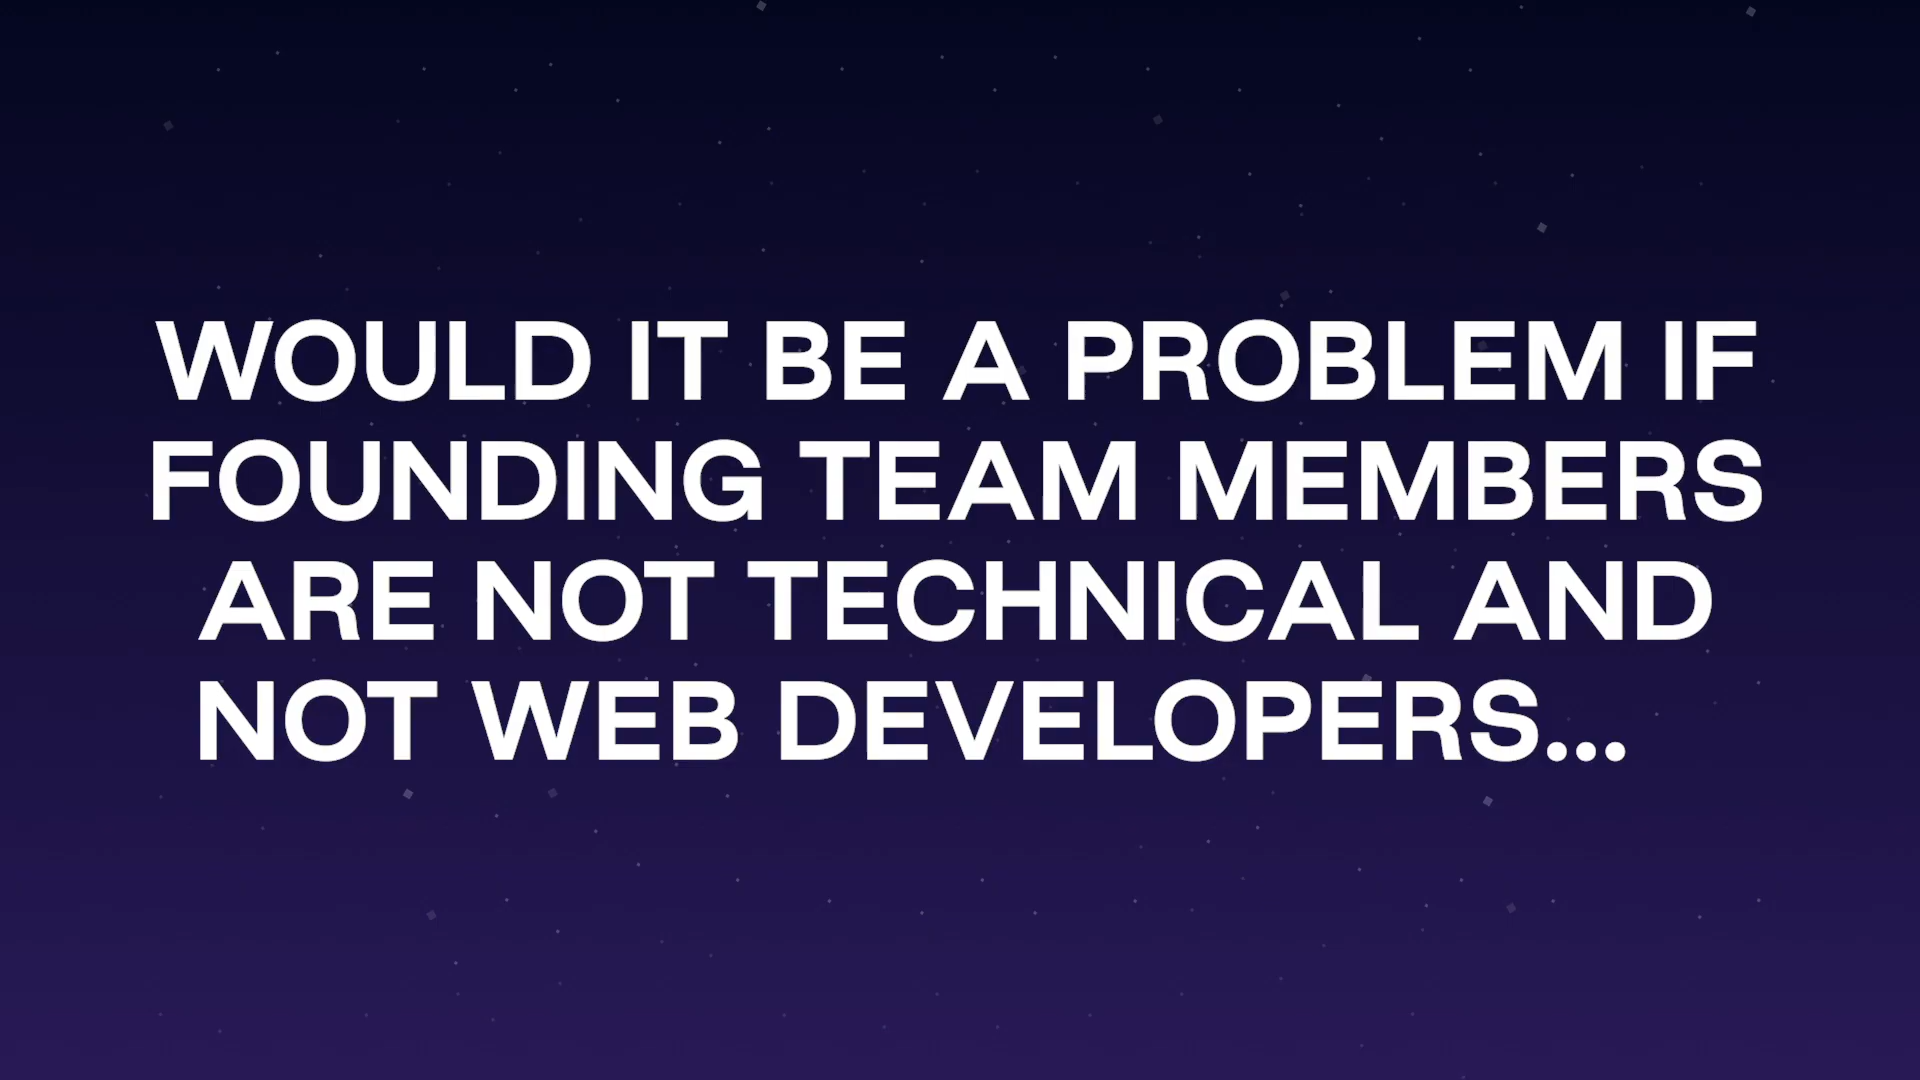 WOULD IT BE A PROBLEM IF
FOUNDING TEAM MEMBERS
ARE NOT TECHNICAL AND
NOT WEB DEVELOPERS...